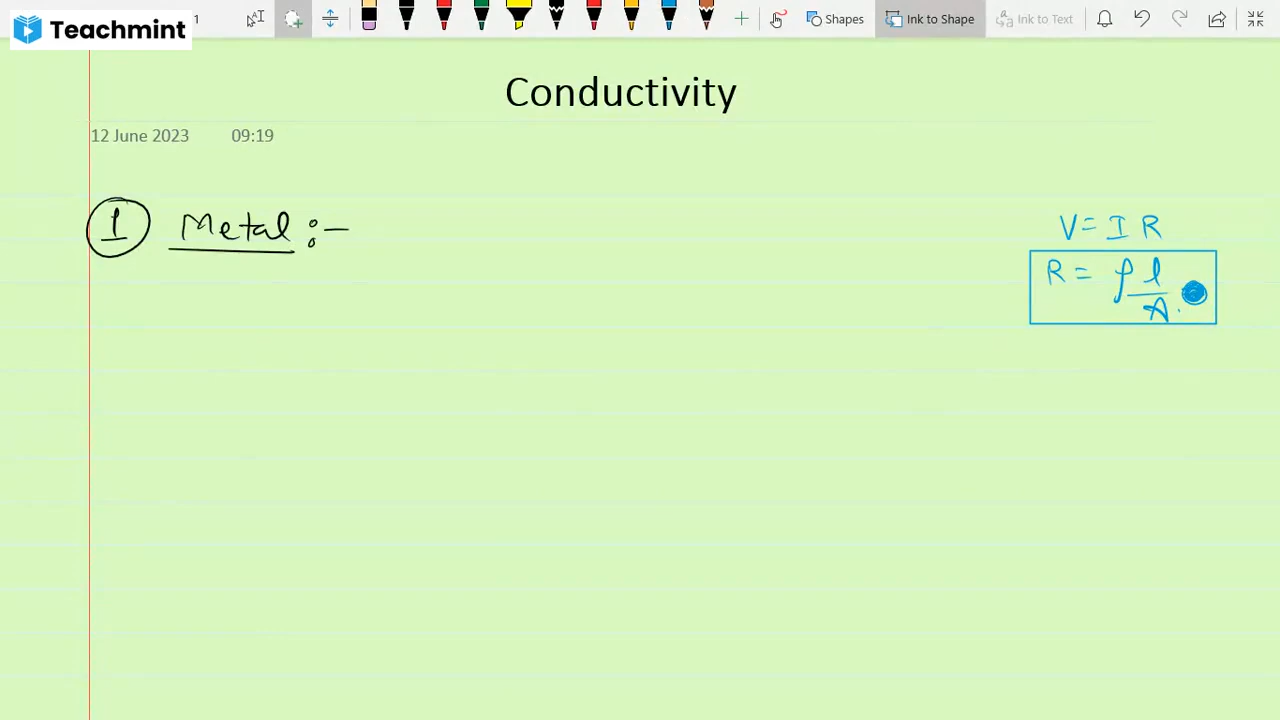 1
Shapes
Ink to Shape
Ink to Text
Teachmint
Conductivity
12 June 2023 09:19
I Metal :-
V = I R
R = ρ l/A.